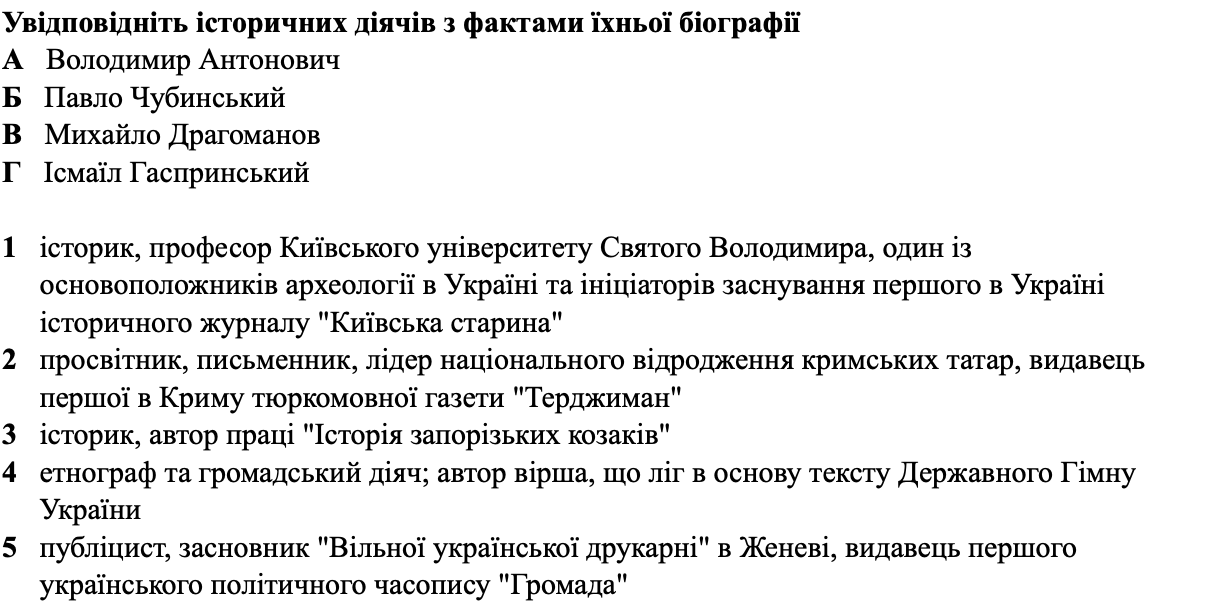 Увідповідніть історичних діячів з фактами їхньої біографії
А Володимир Антонович
Б Павло Чубинський
В Михайло Драгоманов
Г Ісмаїл Гаспринський
1 історик, професор Київського університету Святого Володимира, один із
основоположників археології в Україні та ініціаторів заснування першого в Україні
історичного журналу "Київська старина"
2 просвітник, письменник, лідер національного відродження кримських татар, видавець
першої в Криму тюркомовної газети "Терджиман"
3 історик, автор праці "Історія запорізьких козаків"
4 етнограф та громадський діяч; автор вірша, що ліг в основу тексту Державного Гімну
України
5 публіцист, засновник "Вільної української друкарні" в Женеві, видавець першого
українського політичного часопису "Громада"